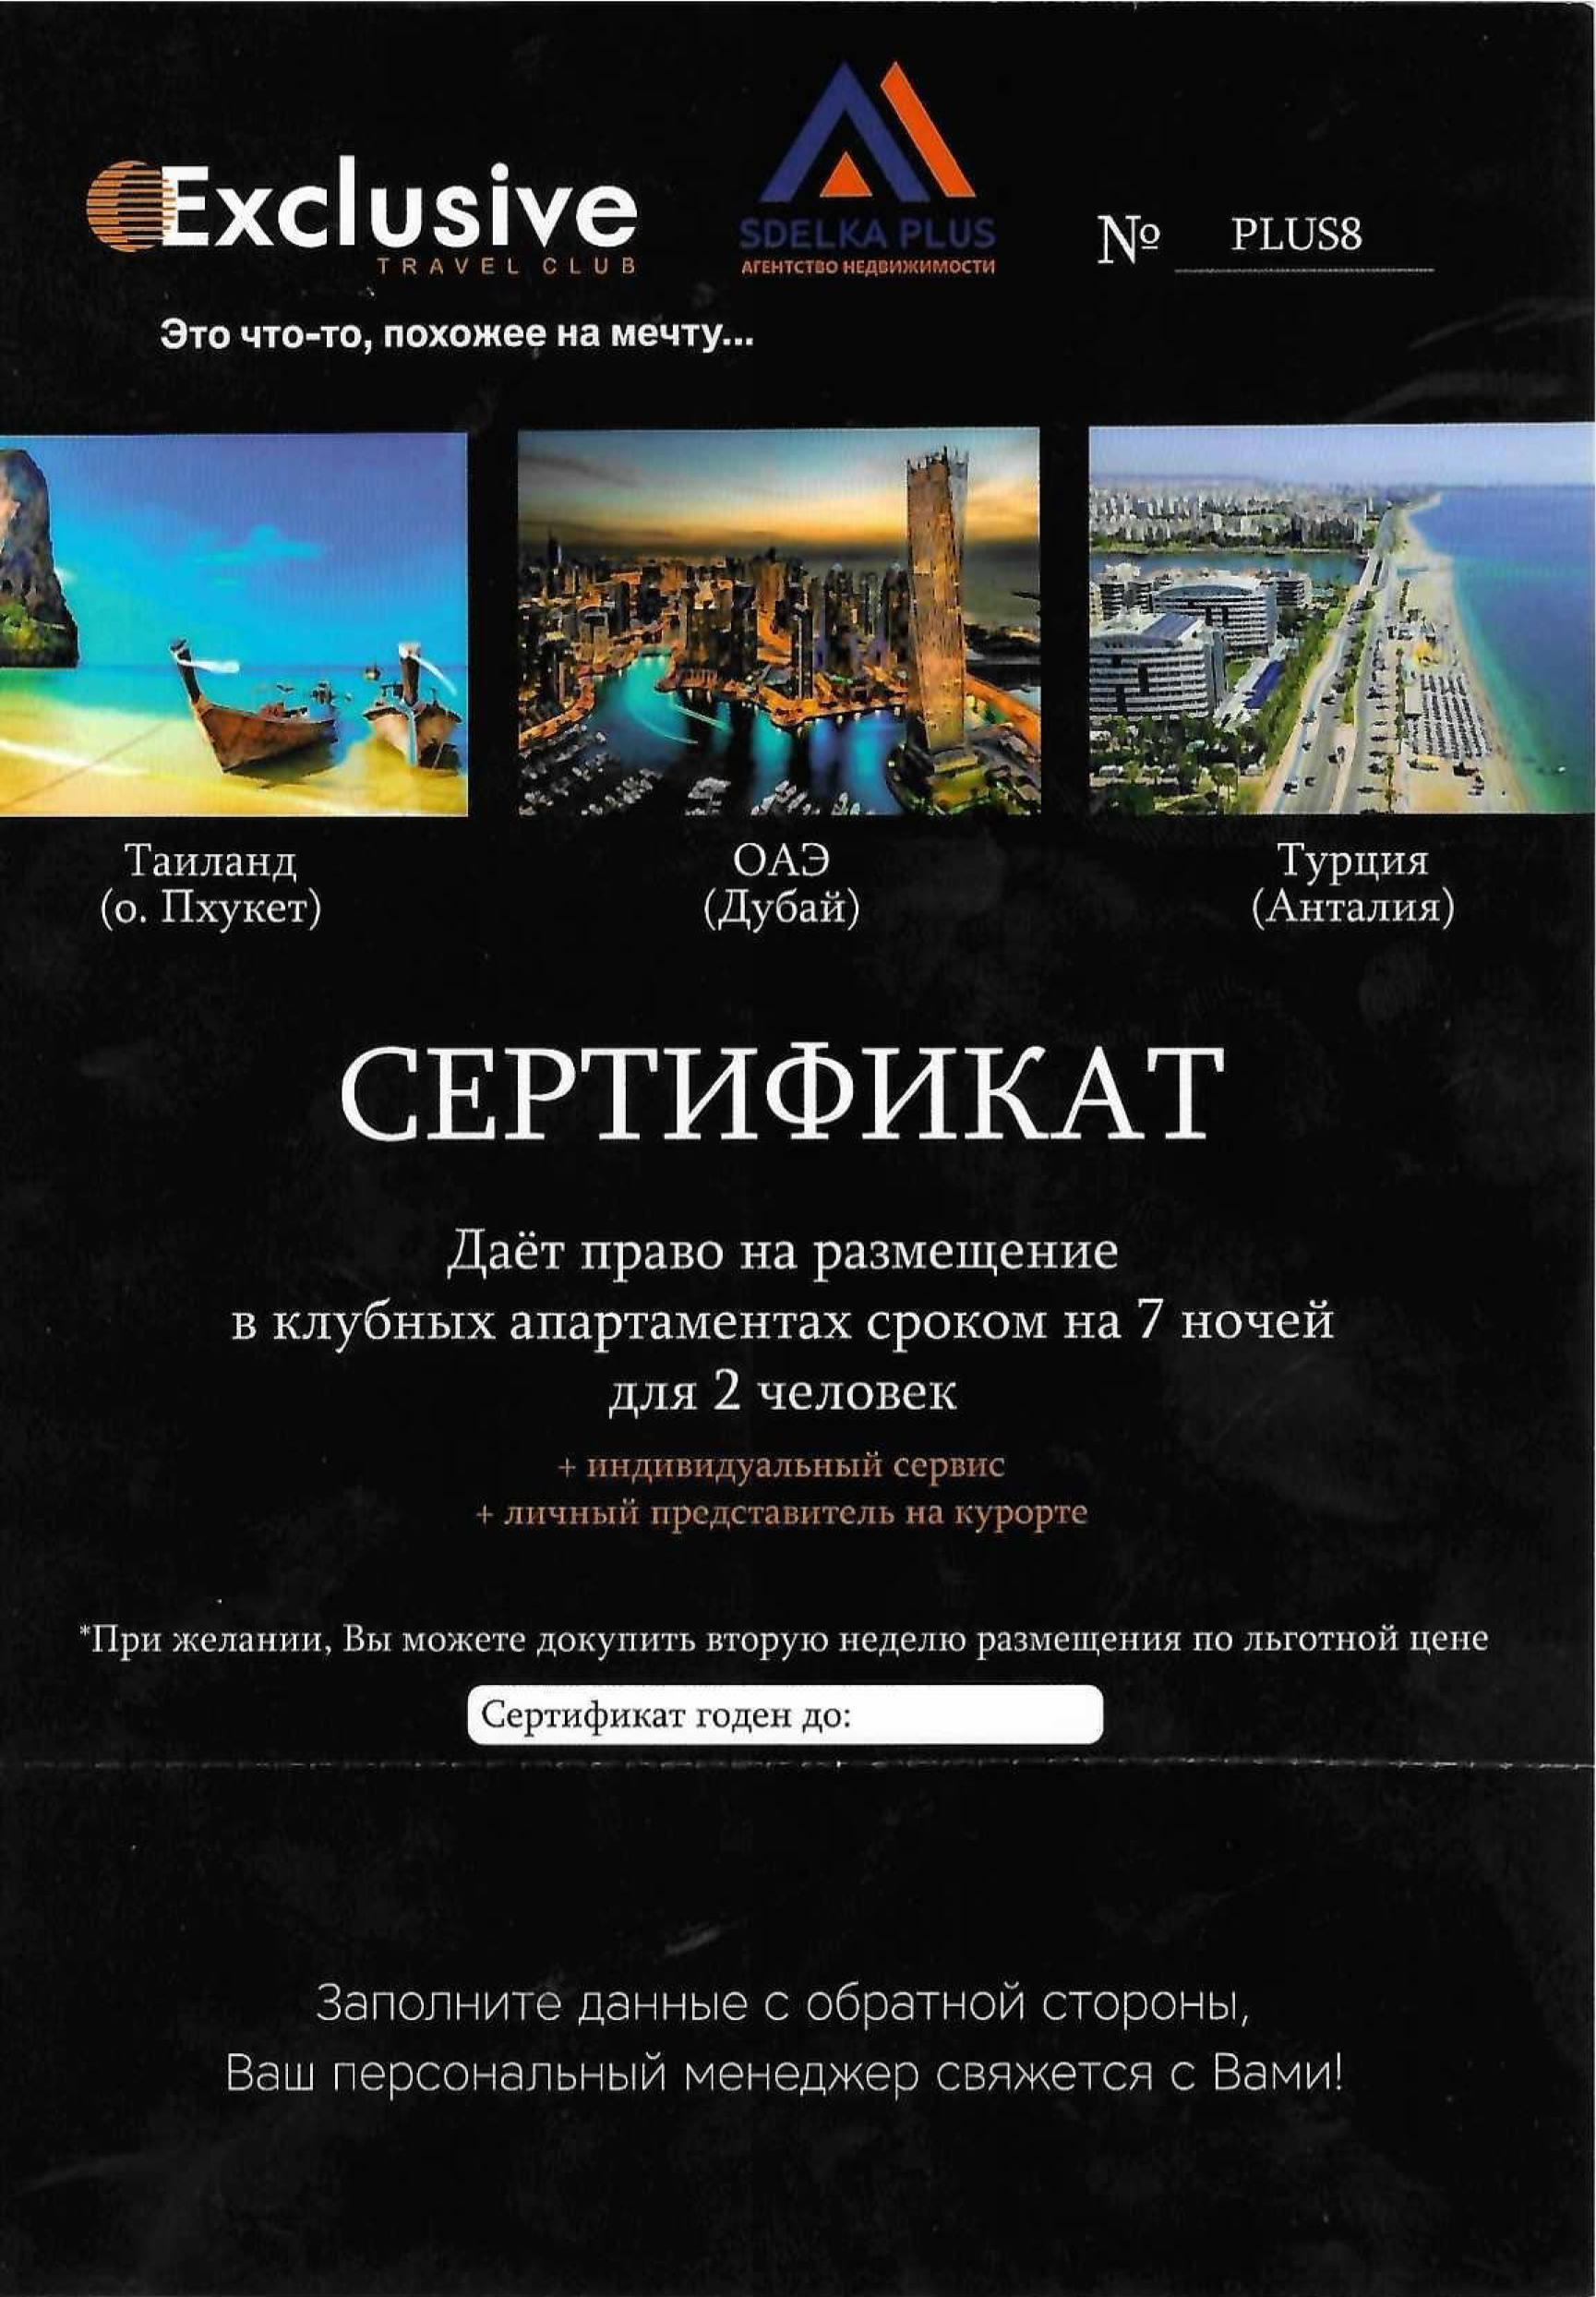 Exclusive
TRAVEL CLUB
SDELKA PLUS
АГЕНТСТВО НЕДВИЖИМОСТИ
№ PLUS8
Это что-то, похожее на мечту...
Таиланд
(о. Пхукет)
ОАЭ
(Дубай)
Турция
(Анталия)
СЕРТИФИКАТ
Даёт право на размещение
в клубных апартаментах сроком на 7 ночей
для 2 человек
+ индивидуальный сервис
+ личный представитель на курорте
*При желании, Вы можете докупить вторую неделю размещения по льготной цене
Сертификат годен до:
Заполните данные с обратной стороны,
Ваш персональный менеджер свяжется с Вами!